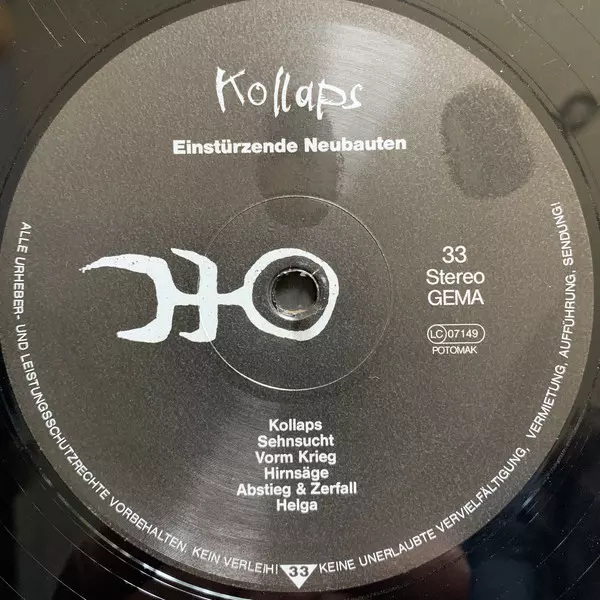 Kollaps
Einstürzende Neubauten
33
Stereo
GEMA
LC 07149
POTOMAK
Kollaps
Sehnsucht
Vorm Krieg
Hirnsäge
Abstieg & Zerfall
Helga
ALLE URHEBER- UND LEISTUNGSSCHUTZRECHTE VORBEHALTEN. KEIN VERLEIH! 33 KEINE UNERLAUBTE VERVIELFÄLTIGUNG, VERMIETUNG, AUFFÜHRUNG, SENDUNG!